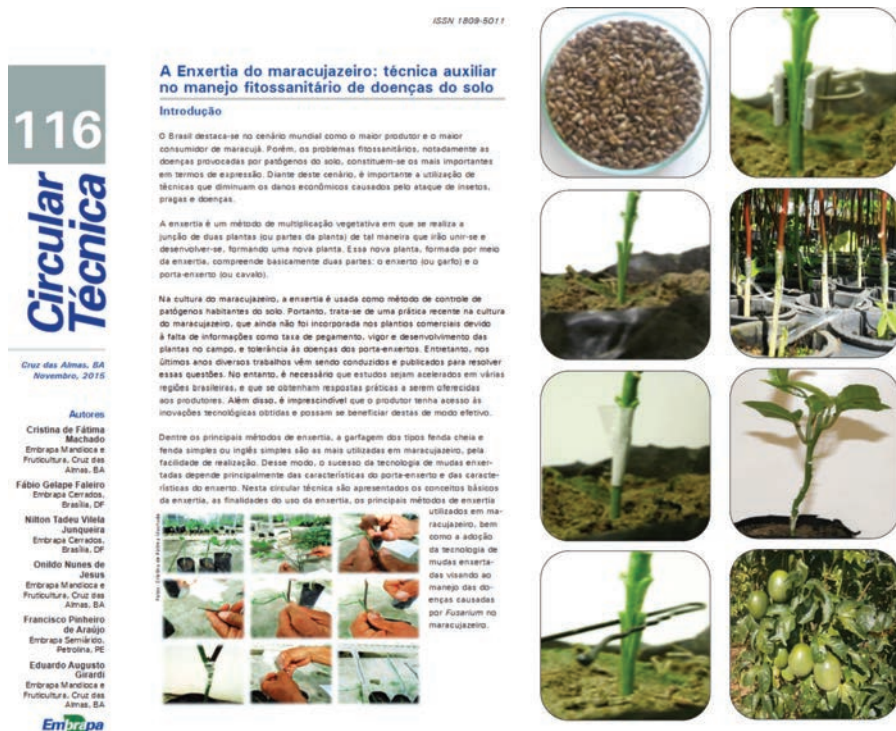 ISSN 1809-5011
116
Circular
Técnica
Cruz das Almas, BA
Novembro, 2015
Autores
Cristina de Fátima
Machado
Embrapa Mandioca e
Fruticultura, Cruz das
Almas, BA
Fábio Gelape Faleiro
Embrapa Cerrados,
Brasília, DF
Nilton Tadeu Vilela
Junqueira
Embrapa Cerrados,
Brasília, DF
Onildo Nunes de
Jesus
Embrapa Mandioca e
Fruticultura, Cruz das
Almas, BA
Francisco Pinheiro
de Araújo
Embrapa Semiárido,
Petrolina, PE
Eduardo Augusto
Girardi
Embrapa Mandioca e
Fruticultura, Cruz das
Almas, BA
Embrapa
A Enxertia do maracujazeiro: técnica auxiliar
no manejo fitossanitário de doenças do solo
Introdução
O Brasil destaca-se no cenário mundial como o maior produtor e o maior
consumidor de maracujá. Porém, os problemas fitossanitários, notadamente as
doenças provocadas por patógenos do solo, constituem-se os mais importantes
em termos de expressão. Diante deste cenário, é importante a utilização de
técnicas que diminuam os danos econômicos causados pelo ataque de insetos,
pragas e doenças.
A enxertia é um método de multiplicação vegetativa em que se realiza a
junção de duas plantas (ou partes da planta) de tal maneira que irão unir-se e
desenvolver-se, formando uma nova planta. Essa nova planta, formada por meio
da enxertia, compreende basicamente duas partes: o enxerto (ou garfo) e o
porta-enxerto (ou cavalo).
Na cultura do maracujazeiro, a enxertia é usada como método de controle de
patógenos habitantes do solo. Portanto, trata-se de uma prática recente na cultura
do maracujazeiro, que ainda não foi incorporada nos plantios comerciais devido
à falta de informações como taxa de pegamento, vigor e desenvolvimento das
plantas no campo, e tolerância às doenças dos porta-enxertos. Entretanto, nos
últimos anos diversos trabalhos vêm sendo conduzidos e publicados para resolver
essas questões. No entanto, é necessário que estudos sejam acelerados em várias
regiões brasileiras, e que se obtenham respostas práticas a serem oferecidas
aos produtores. Além disso, é imprescindível que o produtor tenha acesso às
inovações tecnológicas obtidas e possam se beneficiar destas de modo efetivo.
Dentre os principais métodos de enxertia, a garfagem dos tipos fenda cheia e
fenda simples ou inglês simples são as mais utilizadas em maracujazeiro, pela
facilidade de realização. Desse modo, o sucesso da tecnologia de mudas enxer-
tadas depende principalmente das características do porta-enxerto e das caracte-
rísticas do enxerto. Nesta circular técnica são apresentados os conceitos básicos
da enxertia, as finalidades do uso da enxertia, os principais métodos de enxertia
utilizados em ma-
racujazeiro, bem
como a adoção
da tecnologia de
mudas enxerta-
das visando ao
manejo das do-
enças causadas
por Fusarium no
maracujazeiro.
Fotos: Cristina de Fátima Machado